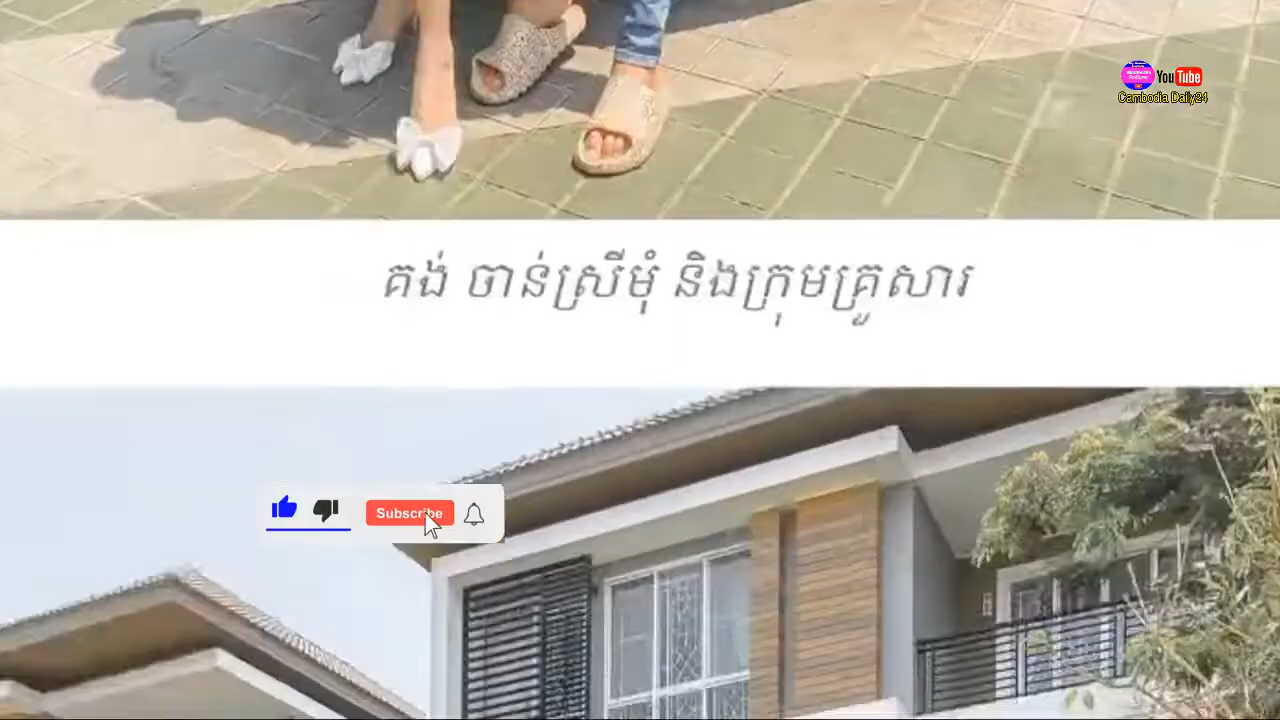 YouTube
Cambodia Daily24
គង់ ចាន់ស្រីមុំ និងក្រុមគ្រួសារ
Subscribe